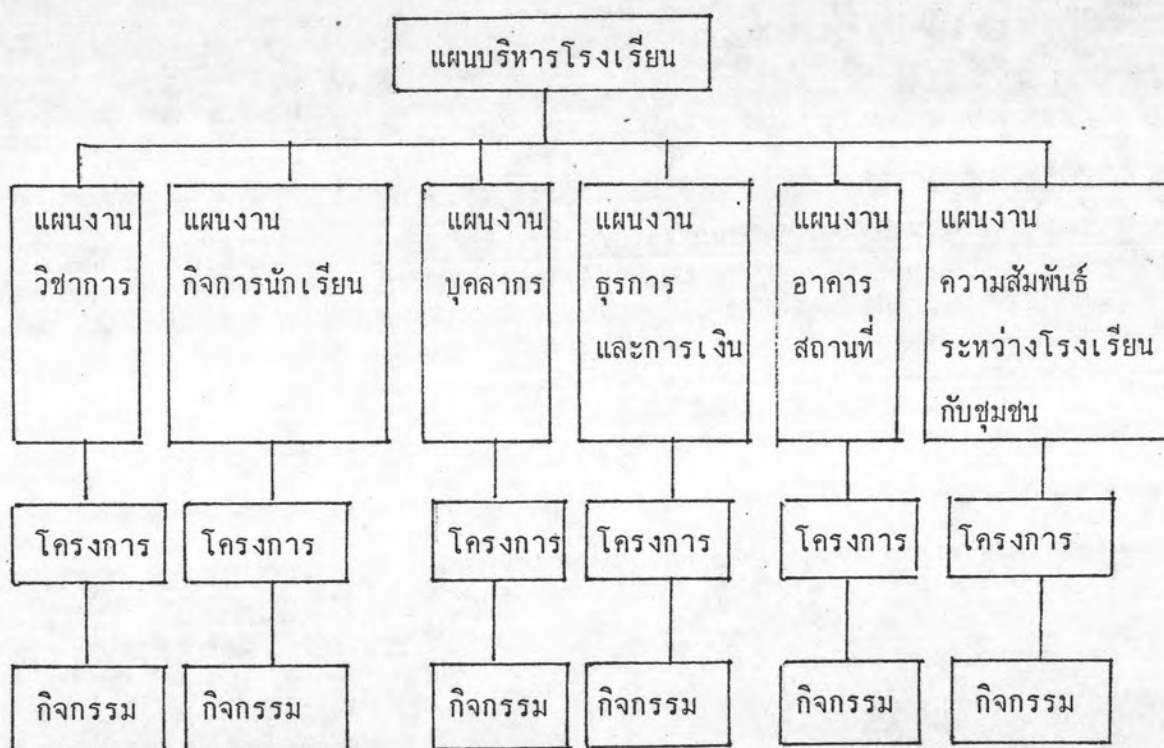 แผนบริหารโรงเรียน
แผนงาน
วิชาการ
แผนงาน
กิจการนักเรียน
แผนงาน
บุคลากร
แผนงาน
ธุรการ
และการเงิน
แผนงาน
อาคาร
สถานที่
แผนงาน
ความสัมพันธ์
ระหว่างโรงเรียน
กับชุมชน
โครงการ
โครงการ
โครงการ
โครงการ
โครงการ
โครงการ
กิจกรรม
กิจกรรม
กิจกรรม
กิจกรรม
กิจกรรม
กิจกรรม